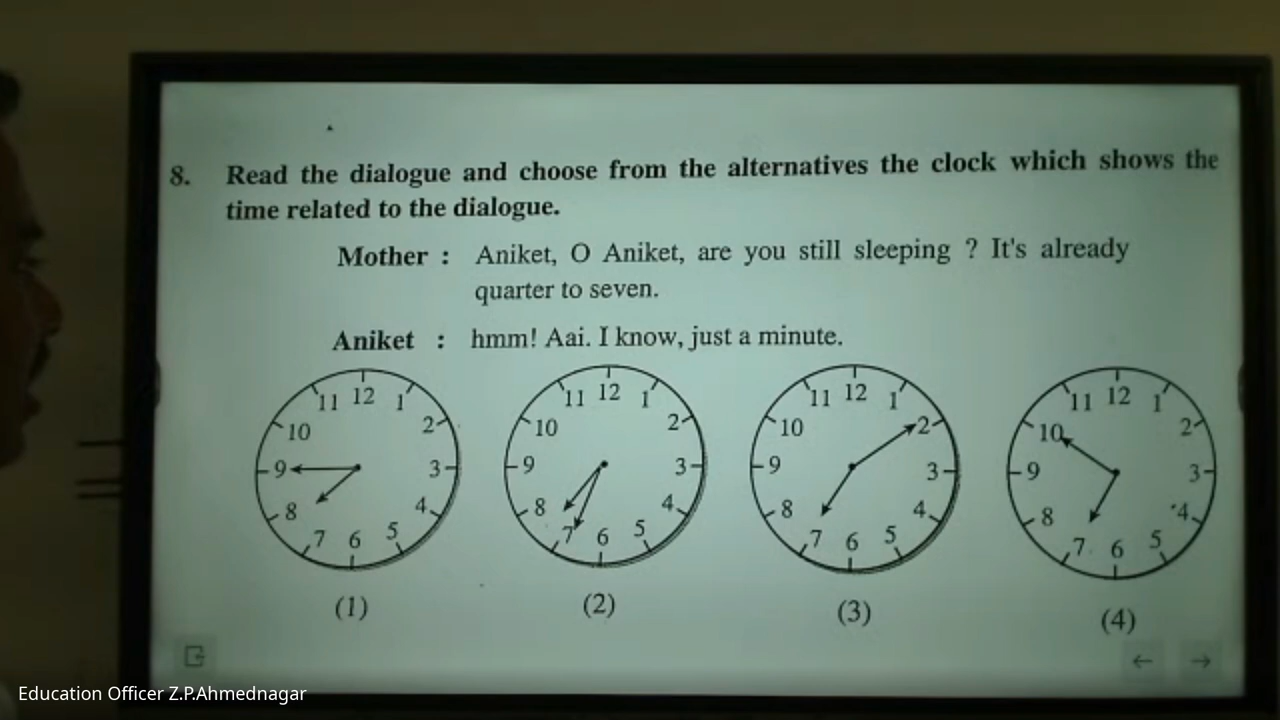 8. Read the dialogue and choose from the alternatives the clock which shows the
time related to the dialogue.
Mother : Aniket, O Aniket, are you still sleeping ? It's already
quarter to seven.
Aniket : hmm! Aai. I know, just a minute.
12 1 2 3 4 5 6 7 8 9 10 11
12 1 2 3 4 5 6 7 8 9 10 11
12 1 2 3 4 5 6 7 8 9 10 11
12 1 2 3 4 5 6 7 8 9 10 11
(1) (2) (3) (4)
Education Officer Z.P.Ahmednagar